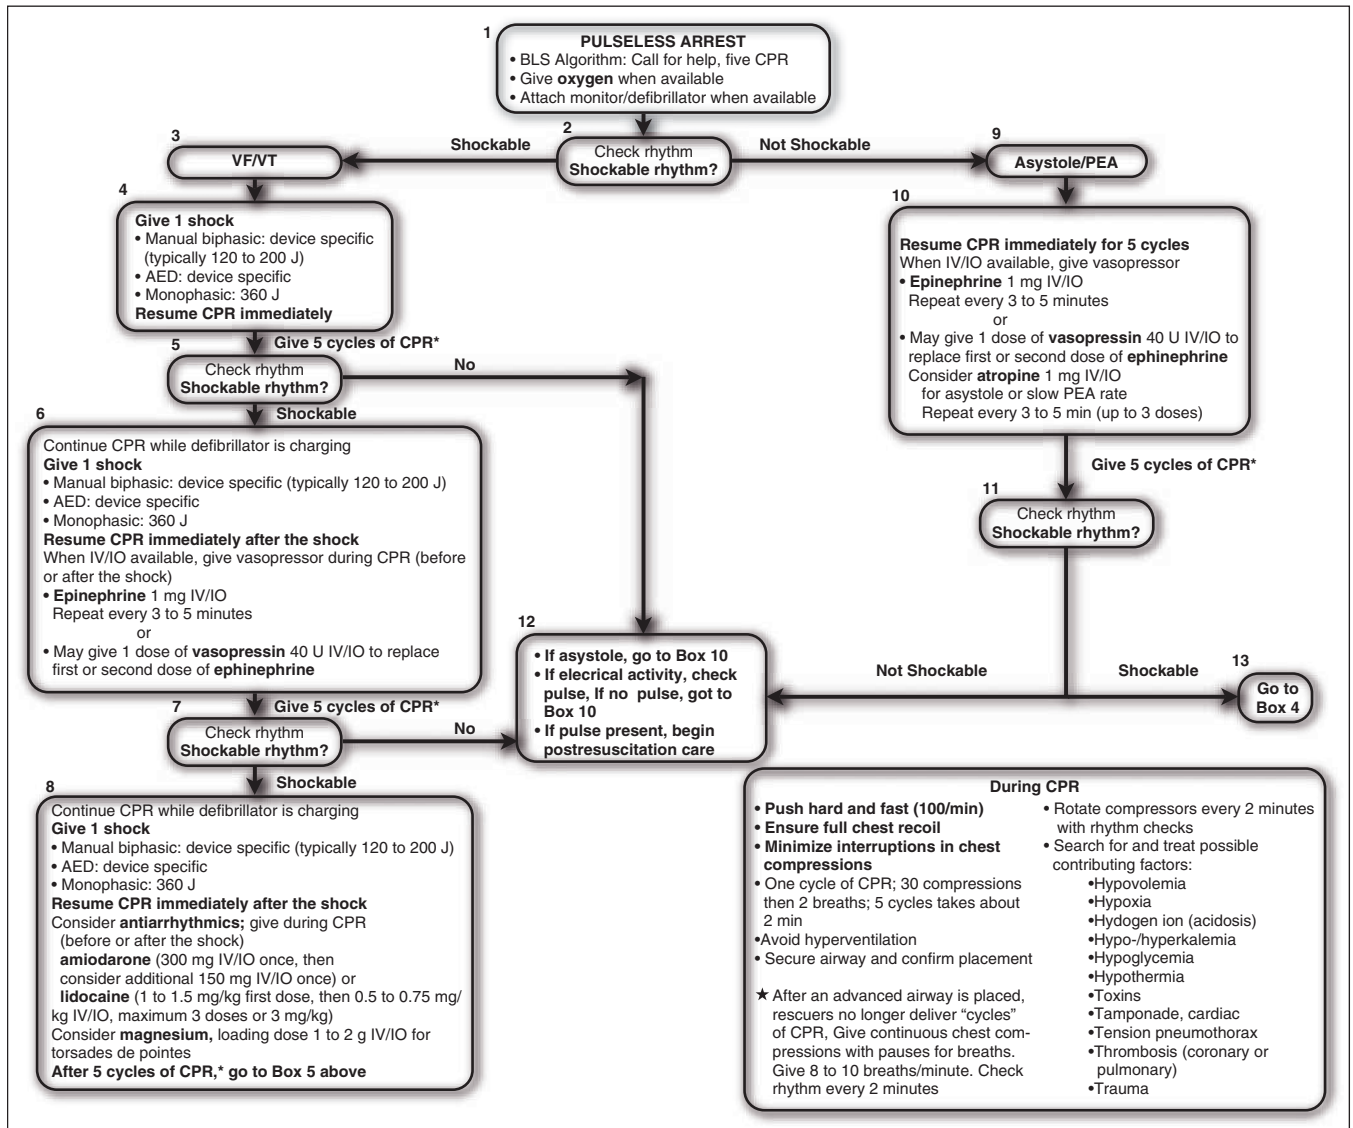 1
PULSELESS ARREST
• BLS Algorithm: Call for help, five CPR
• Give oxygen when available
• Attach monitor/defibrillator when available
2
Check rhythm
Shockable rhythm?
Shockable
Not Shockable
3
VF/VT
4
Give 1 shock
• Manual biphasic: device specific
(typically 120 to 200 J)
• AED: device specific
• Monophasic: 360 J
Resume CPR immediately
Give 5 cycles of CPR*
5
Check rhythm
Shockable rhythm?
No
Shockable
6
Continue CPR while defibrillator is charging
Give 1 shock
• Manual biphasic: device specific (typically 120 to 200 J)
• AED: device specific
• Monophasic: 360 J
Resume CPR immediately after the shock
When IV/IO available, give vasopressor during CPR (before
or after the shock)
• Epinephrine 1 mg IV/IO
Repeat every 3 to 5 minutes
or
• May give 1 dose of vasopressin 40 U IV/IO to replace
first or second dose of ephinephrine
Give 5 cycles of CPR*
7
Check rhythm
Shockable rhythm?
No
Shockable
8
Continue CPR while defibrillator is charging
Give 1 shock
• Manual biphasic: device specific (typically 120 to 200 J)
• AED: device specific
• Monophasic: 360 J
Resume CPR immediately after the shock
Consider antiarrhythmics; give during CPR
(before or after the shock)
amiodarone (300 mg IV/IO once, then
consider additional 150 mg IV/IO once) or
lidocaine (1 to 1.5 mg/kg first dose, then 0.5 to 0.75 mg/
kg IV/IO, maximum 3 doses or 3 mg/kg)
Consider magnesium, loading dose 1 to 2 g IV/IO for
torsades de pointes
After 5 cycles of CPR,* go to Box 5 above
9
Asystole/PEA
10
Resume CPR immediately for 5 cycles
When IV/IO available, give vasopressor
• Epinephrine 1 mg IV/IO
Repeat every 3 to 5 minutes
or
• May give 1 dose of vasopressin 40 U IV/IO to
replace first or second dose of ephinephrine
Consider atropine 1 mg IV/IO
for asystole or slow PEA rate
Repeat every 3 to 5 min (up to 3 doses)
Give 5 cycles of CPR*
11
Check rhythm
Shockable rhythm?
Not Shockable
Shockable
12
• If asystole, go to Box 10
• If elecrical activity, check
pulse, If no pulse, got to
Box 10
• If pulse present, begin
postresuscitation care
13
Go to
Box 4
During CPR
• Push hard and fast (100/min)
• Ensure full chest recoil
• Minimize interruptions in chest
compressions
• One cycle of CPR; 30 compressions
then 2 breaths; 5 cycles takes about
2 min
•Avoid hyperventilation
• Secure airway and confirm placement
★ After an advanced airway is placed,
rescuers no longer deliver “cycles”
of CPR, Give continuous chest com-
pressions with pauses for breaths.
Give 8 to 10 breaths/minute. Check
rhythm every 2 minutes
• Rotate compressors every 2 minutes
with rhythm checks
• Search for and treat possible
contributing factors:
•Hypovolemia
•Hypoxia
•Hydogen ion (acidosis)
•Hypo-/hyperkalemia
•Hypoglycemia
•Hypothermia
•Toxins
•Tamponade, cardiac
•Tension pneumothorax
•Thrombosis (coronary or
pulmonary)
•Trauma